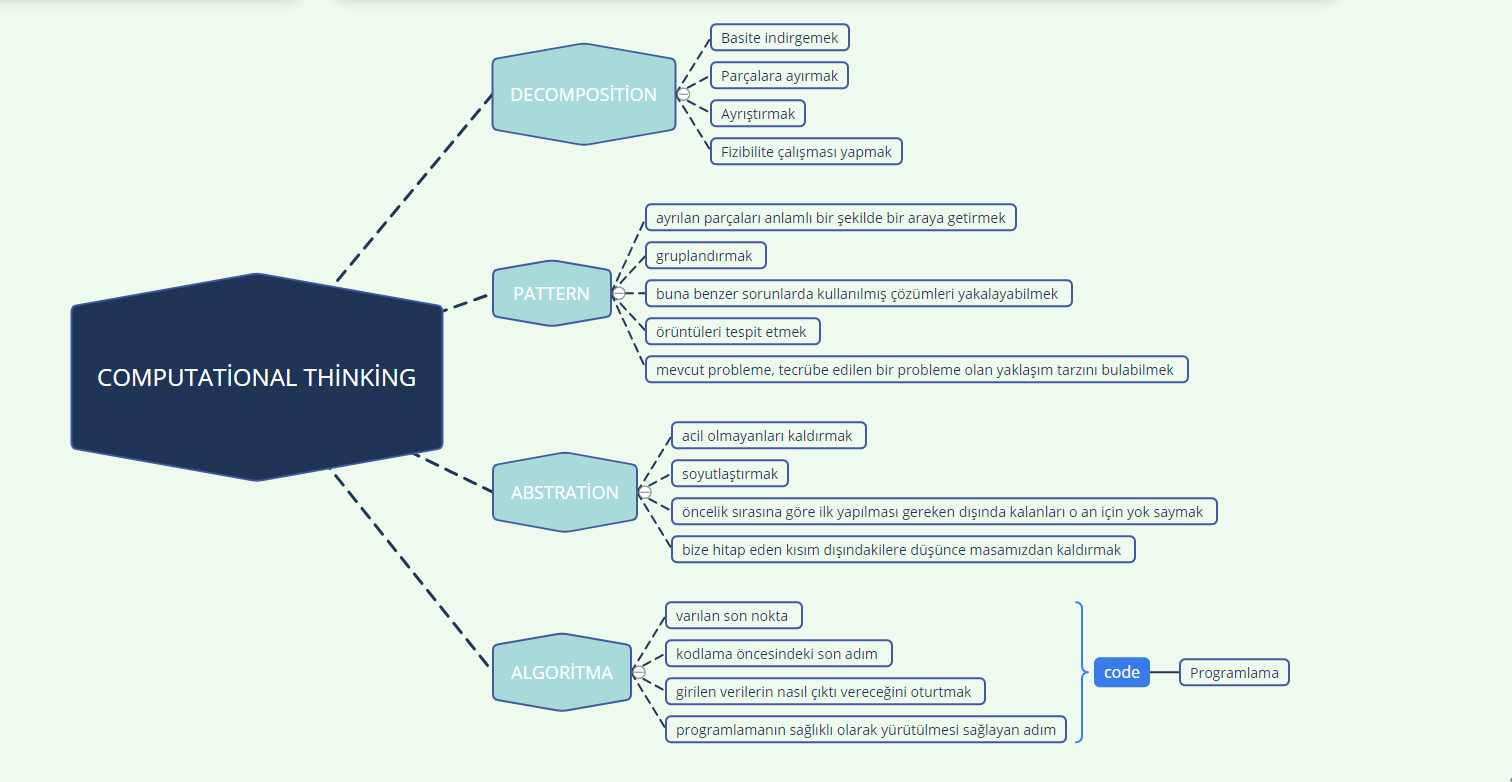 COMPUTATİONAL THİNKİNG
DECOMPOSİTİON
Basite indirgemek
Parçalara ayırmak
Ayrıştırmak
Fizibilite çalışması yapmak
PATTERN
ayrılan parçaları anlamlı bir şekilde bir araya getirmek
gruplandırmak
buna benzer sorunlarda kullanılmış çözümleri yakalayabilmek
örüntüleri tespit etmek
mevcut probleme, tecrübe edilen bir probleme olan yaklaşım tarzını bulabilmek
ABSTRATİON
acil olmayanları kaldırmak
soyutlaştırmak
öncelik sırasına göre ilk yapılması gereken dışında kalanları o an için yok saymak
bize hitap eden kısım dışındakilere düşünce masamızdan kaldırmak
ALGORİTMA
varılan son nokta
kodlama öncesindeki son adım
girilen verilerin nasıl çıktı vereceğini oturtmak
programlamanın sağlıklı olarak yürütülmesi sağlayan adım
code
Programlama